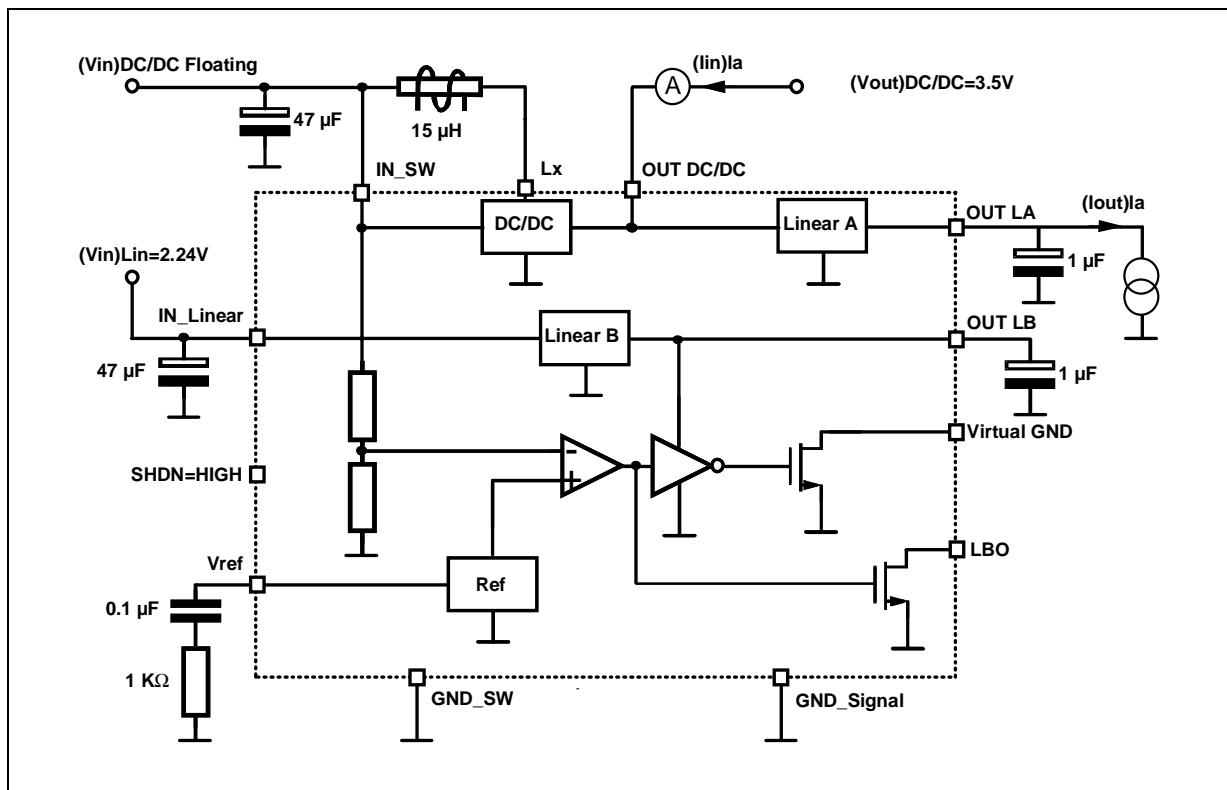 (Vin)DC/DC Floating
(Iin)Ia
A
(Vout)DC/DC=3.5V
47 µF
15 µH
IN_SW
Lx
OUT DC/DC
DC/DC
Linear A
OUT LA
(Iout)Ia
1 µF
(Vin)Lin=2.24V
IN_Linear
Linear B
OUT LB
47 µF
1 µF
Virtual GND
-
+
SHDN=HIGH
LBO
Vref
Ref
0.1 µF
1 KΩ
GND_SW
GND_Signal